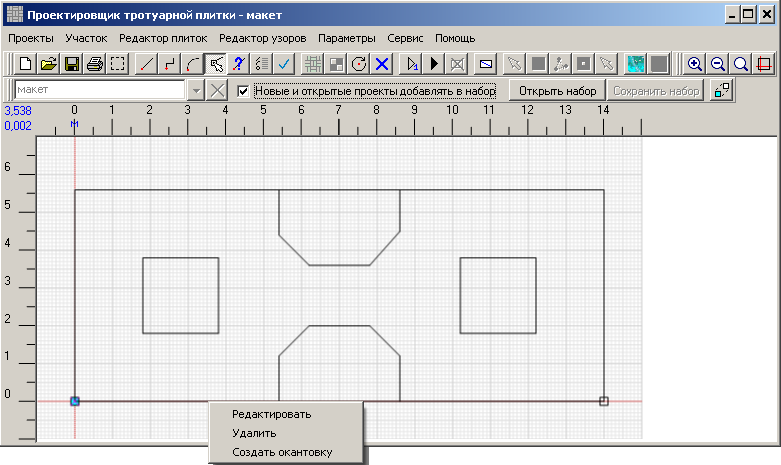 Проектировщик тротуарной плитки - макет
Проекты Участок Редактор плиток Редактор узоров Параметры Сервис Помощь
макет Новые и открытые проекты добавлять в набор Открыть набор Сохранить набор
3,538 0 1 2 3 4 5 6 7 8 9 10 11 12 13 14
0,002 м
6
5
4
3
2
1
0
Редактировать
Удалить
Создать окантовку